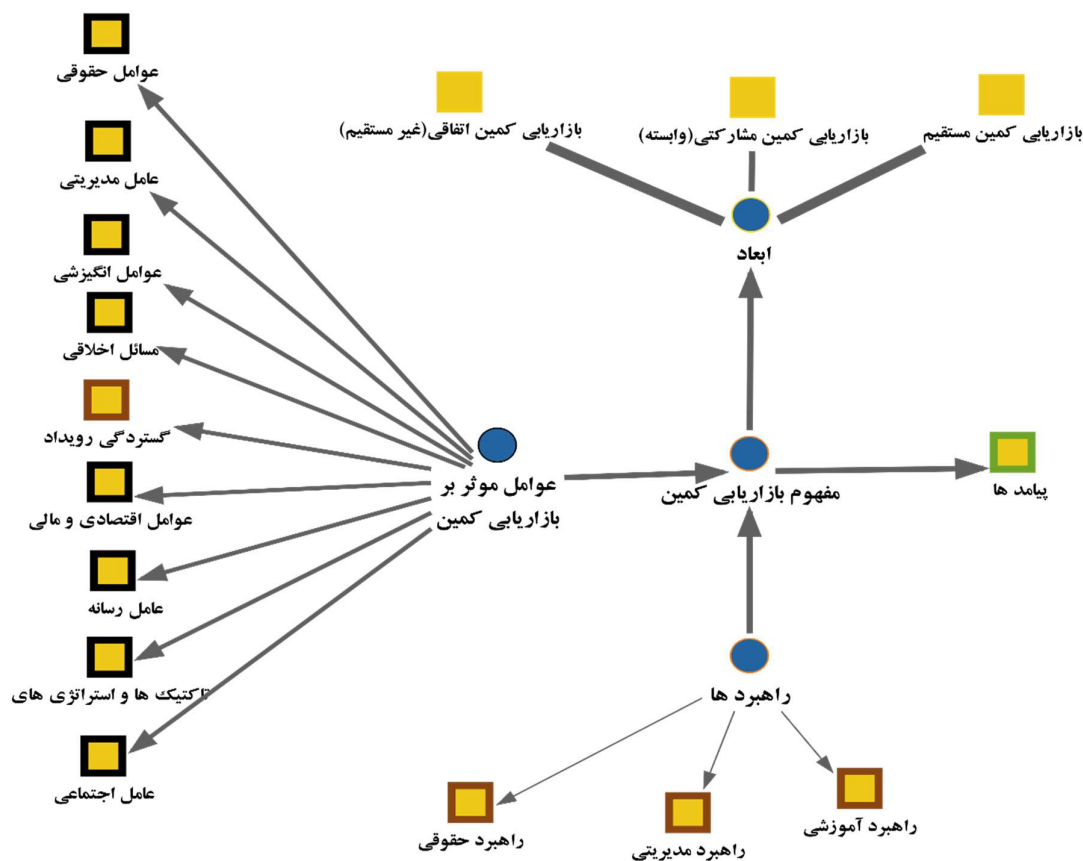 عوامل حقوقی
عامل مدیریتی
عوامل انگیزشی
مسائل اخلاقی
گستردگی رویداد
عوامل اقتصادی و مالی
عامل رسانه
تاکتیک ها و استراتژی های
عامل اجتماعی
عوامل موثر بر
بازاریابی کمین
بازاریابی کمین مستقیم
بازاریابی کمین مشارکتی(وابسته)
بازاریابی کمین اتفاقی(غیر مستقیم)
ابعاد
مفهوم بازاریابی کمین
پیامد ها
راهبرد ها
راهبرد آموزشی
راهبرد مدیریتی
راهبرد حقوقی